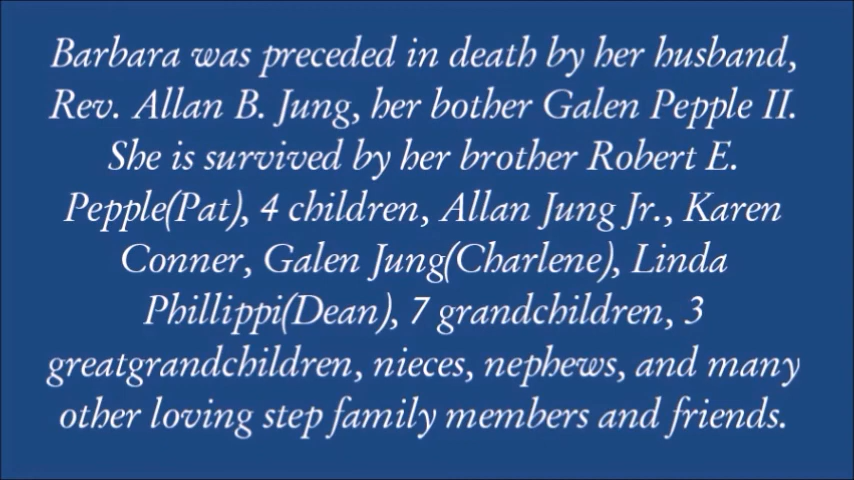 Barbara was preceded in death by her husband,
Rev. Allan B. Jung, her bother Galen Pepple II.
She is survived by her brother Robert E.
Pepple(Pat), 4 children, Allan Jung Jr., Karen
Conner, Galen Jung(Charlene), Linda
Phillippi(Dean), 7 grandchildren, 3
greatgrandchildren, nieces, nephews, and many
other loving step family members and friends.